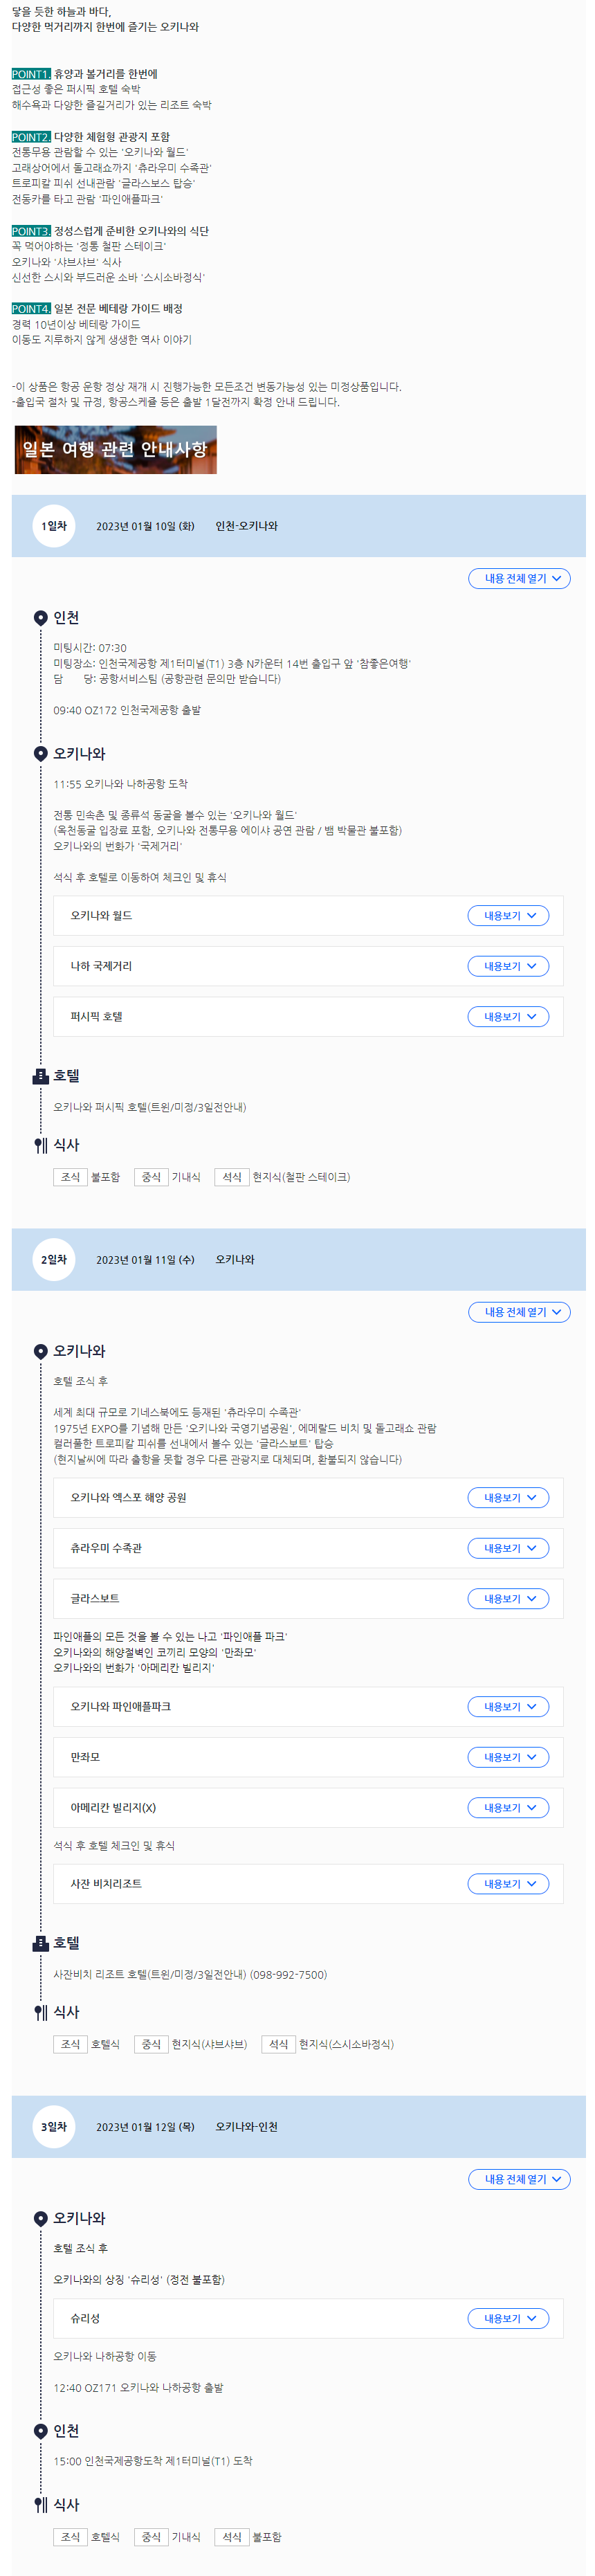 닿을 듯한 하늘과 바다,
다양한 먹거리까지 한번에 즐기는 오키나와
POINT1. 휴양과 볼거리를 한번에
접근성 좋은 퍼시픽 호텔 숙박
해수욕과 다양한 즐길거리가 있는 리조트 숙박
POINT2. 다양한 체험형 관광지 포함
전통무용 관람할 수 있는 '오키나와 월드'
고래상어에서 돌고래쇼까지 '츄라우미 수족관'
트로피칼 피쉬 선내관람 '글라스보스 탑승'
전동카를 타고 관람 '파인애플파크'
POINT3. 정성스럽게 준비한 오키나와의 식단
꼭 먹어야하는 '정통 철판 스테이크'
오키나와 '샤브샤브' 식사
신선한 스시와 부드러운 소바 '스시소바정식'
POINT4. 일본 전문 베테랑 가이드 배정
경력 10년이상 베테랑 가이드
이동도 지루하지 않게 생생한 역사 이야기
-이 상품은 항공 운항 정상 재개 시 진행가능한 모든조건 변동가능성 있는 미정상품입니다.
-출입국 절차 및 규정, 항공스케쥴 등은 출발 1달전까지 확정 안내 드립니다.
일본 여행 관련 안내사항
1일차 2023년 01월 10일 (화) 인천-오키나와
내용 전체 열기
인천
미팅시간: 07:30
미팅장소: 인천국제공항 제1터미널(T1) 3층 N카운터 14번 출입구 앞 '참좋은여행'
담 당: 공항서비스팀 (공항관련 문의만 받습니다)
09:40 OZ172 인천국제공항 출발
오키나와
11:55 오키나와 나하공항 도착
전통 민속촌 및 종류석 동굴을 볼수 있는 '오키나와 월드'
(옥천동굴 입장료 포함, 오키나와 전통무용 에이샤 공연 관람 / 뱀 박물관 불포함)
오키나와의 번화가 '국제거리'
석식 후 호텔로 이동하여 체크인 및 휴식
오키나와 월드 내용보기
나하 국제거리 내용보기
퍼시픽 호텔 내용보기
호텔
오키나와 퍼시픽 호텔(트윈/미정/3일전안내)
식사
조식 불포함 중식 기내식 석식 현지식(철판 스테이크)
2일차 2023년 01월 11일 (수) 오키나와
내용 전체 열기
오키나와
호텔 조식 후
세계 최대 규모로 기네스북에도 등재된 '츄라우미 수족관'
1975년 EXPO를 기념해 만든 '오키나와 국영기념공원', 에메랄드 비치 및 돌고래쇼 관람
컬러풀한 트로피칼 피쉬를 선내에서 볼수 있는 '글라스보트' 탑승
(현지날씨에 따라 출항을 못할 경우 다른 관광지로 대체되며, 환불되지 않습니다)
오키나와 엑스포 해양 공원 내용보기
츄라우미 수족관 내용보기
글라스보트 내용보기
파인애플의 모든 것을 볼 수 있는 나고 '파인애플 파크'
오키나와의 해양절벽인 코끼리 모양의 '만좌모'
오키나와의 번화가 '아메리칸 빌리지'
오키나와 파인애플파크 내용보기
만좌모 내용보기
아메리칸 빌리지(X) 내용보기
석식 후 호텔 체크인 및 휴식
사잔 비치리조트 내용보기
호텔
사잔비치 리조트 호텔(트윈/미정/3일전안내) (098-992-7500)
식사
조식 호텔식 중식 현지식(샤브샤브) 석식 현지식(스시소바정식)
3일차 2023년 01월 12일 (목) 오키나와-인천
내용 전체 열기
오키나와
호텔 조식 후
오키나와의 상징 '슈리성' (정전 불포함)
슈리성 내용보기
오키나와 나하공항 이동
12:40 OZ171 오키나와 나하공항 출발
인천
15:00 인천국제공항도착 제1터미널(T1) 도착
식사
조식 호텔식 중식 기내식 석식 불포함